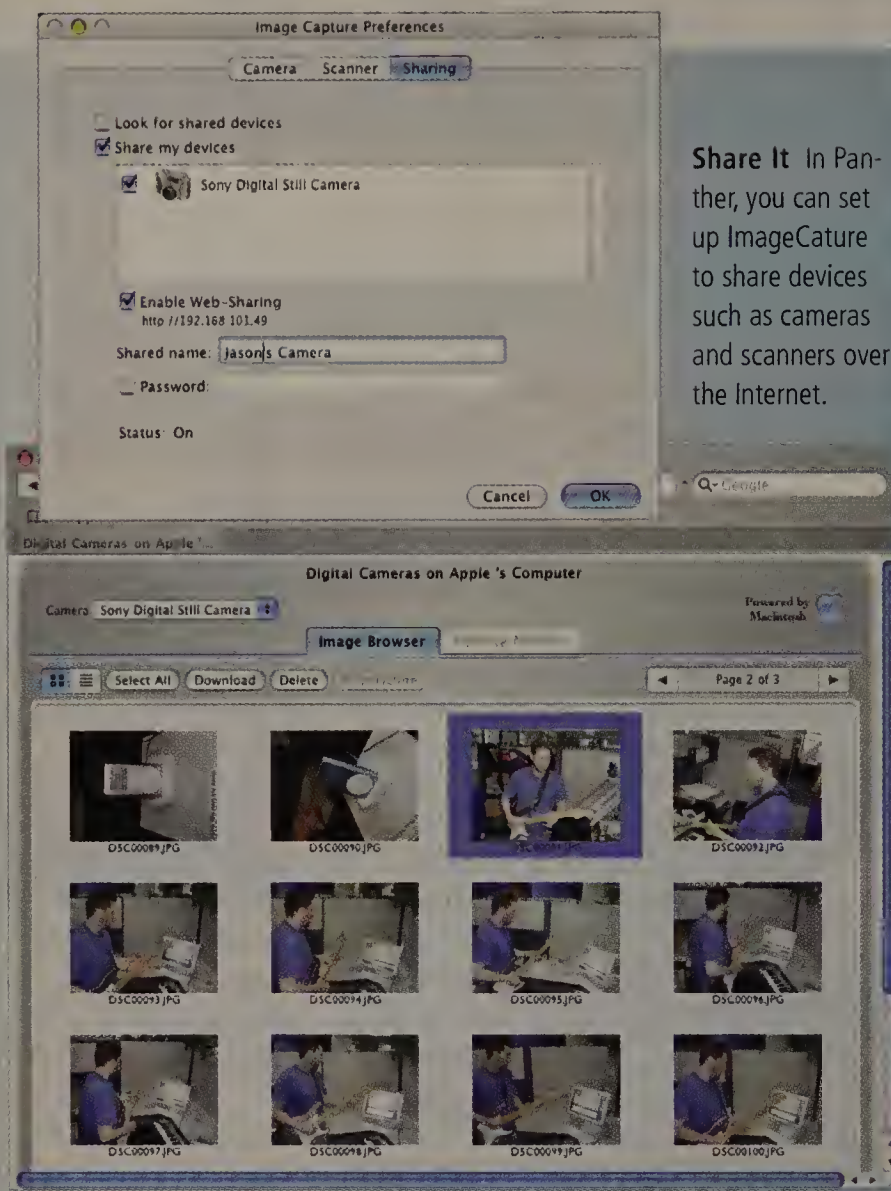 Image Capture Preferences
Camera Scanner Sharing
Look for shared devices
Share my devices
Sony Digital Still Camera
Enable Web-Sharing
http //192.168 101.49
Shared name: Jason's Camera
Password:
Status: On
Cancel OK
Share It In Pan-
ther, you can set
up ImageCature
to share devices
such as cameras
and scanners over
the Internet.
Google
Digital Cameras on Apple '...
Digital Cameras on Apple 's Computer
Camera Sony Digital Still Camera
Powered by
Macintosh
Image Browser
Select All Download Delete
Page 2 of 3
DSC00089.JPG DSC00090.JPG DSC00091.JPG DSC00092.JPG
DSC00093.JPG DSC00094.JPG DSC00095.JPG DSC00096.JPG
DSC00097.JPG DSC00098.JPG DSC00099.JPG DSC00100.JPG